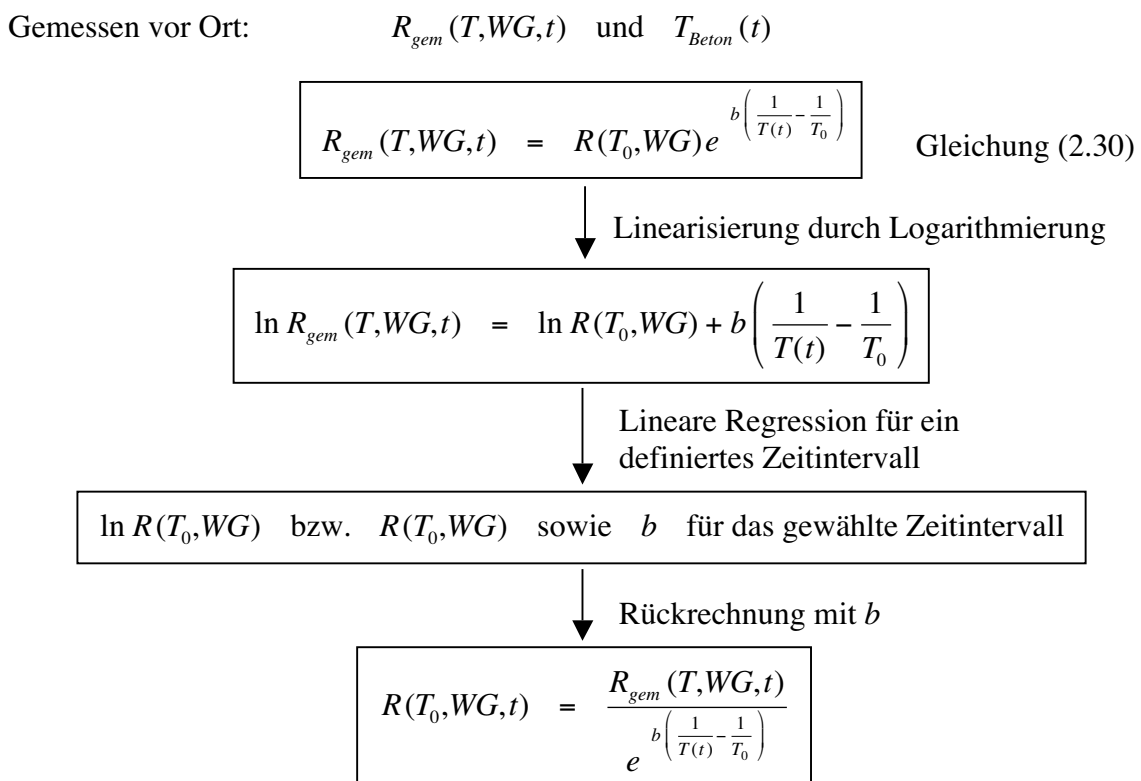 Gemessen vor Ort: R_gem (T,WG,t) und T_Beton (t)
R_gem (T,WG,t) = R(T_0,WG) e^{b(1/T(t) − 1/T_0)} Gleichung (2.30)
Linearisierung durch Logarithmierung
ln R_gem (T,WG,t) = ln R(T_0,WG) + b(1/T(t) − 1/T_0)
Lineare Regression für ein
definiertes Zeitintervall
ln R(T_0,WG) bzw. R(T_0,WG) sowie b für das gewählte Zeitintervall
Rückrechnung mit b
R(T_0,WG,t) = R_gem (T,WG,t) / e^{b(1/T(t) − 1/T_0)}